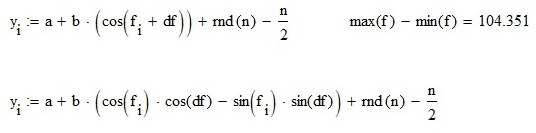 y_i := a + b · (cos(f_i + df)) + rnd(n) − n/2 max(f) − min(f) = 104.351
y_i := a + b · (cos(f_i) · cos(df) − sin(f_i) · sin(df)) + rnd(n) − n/2